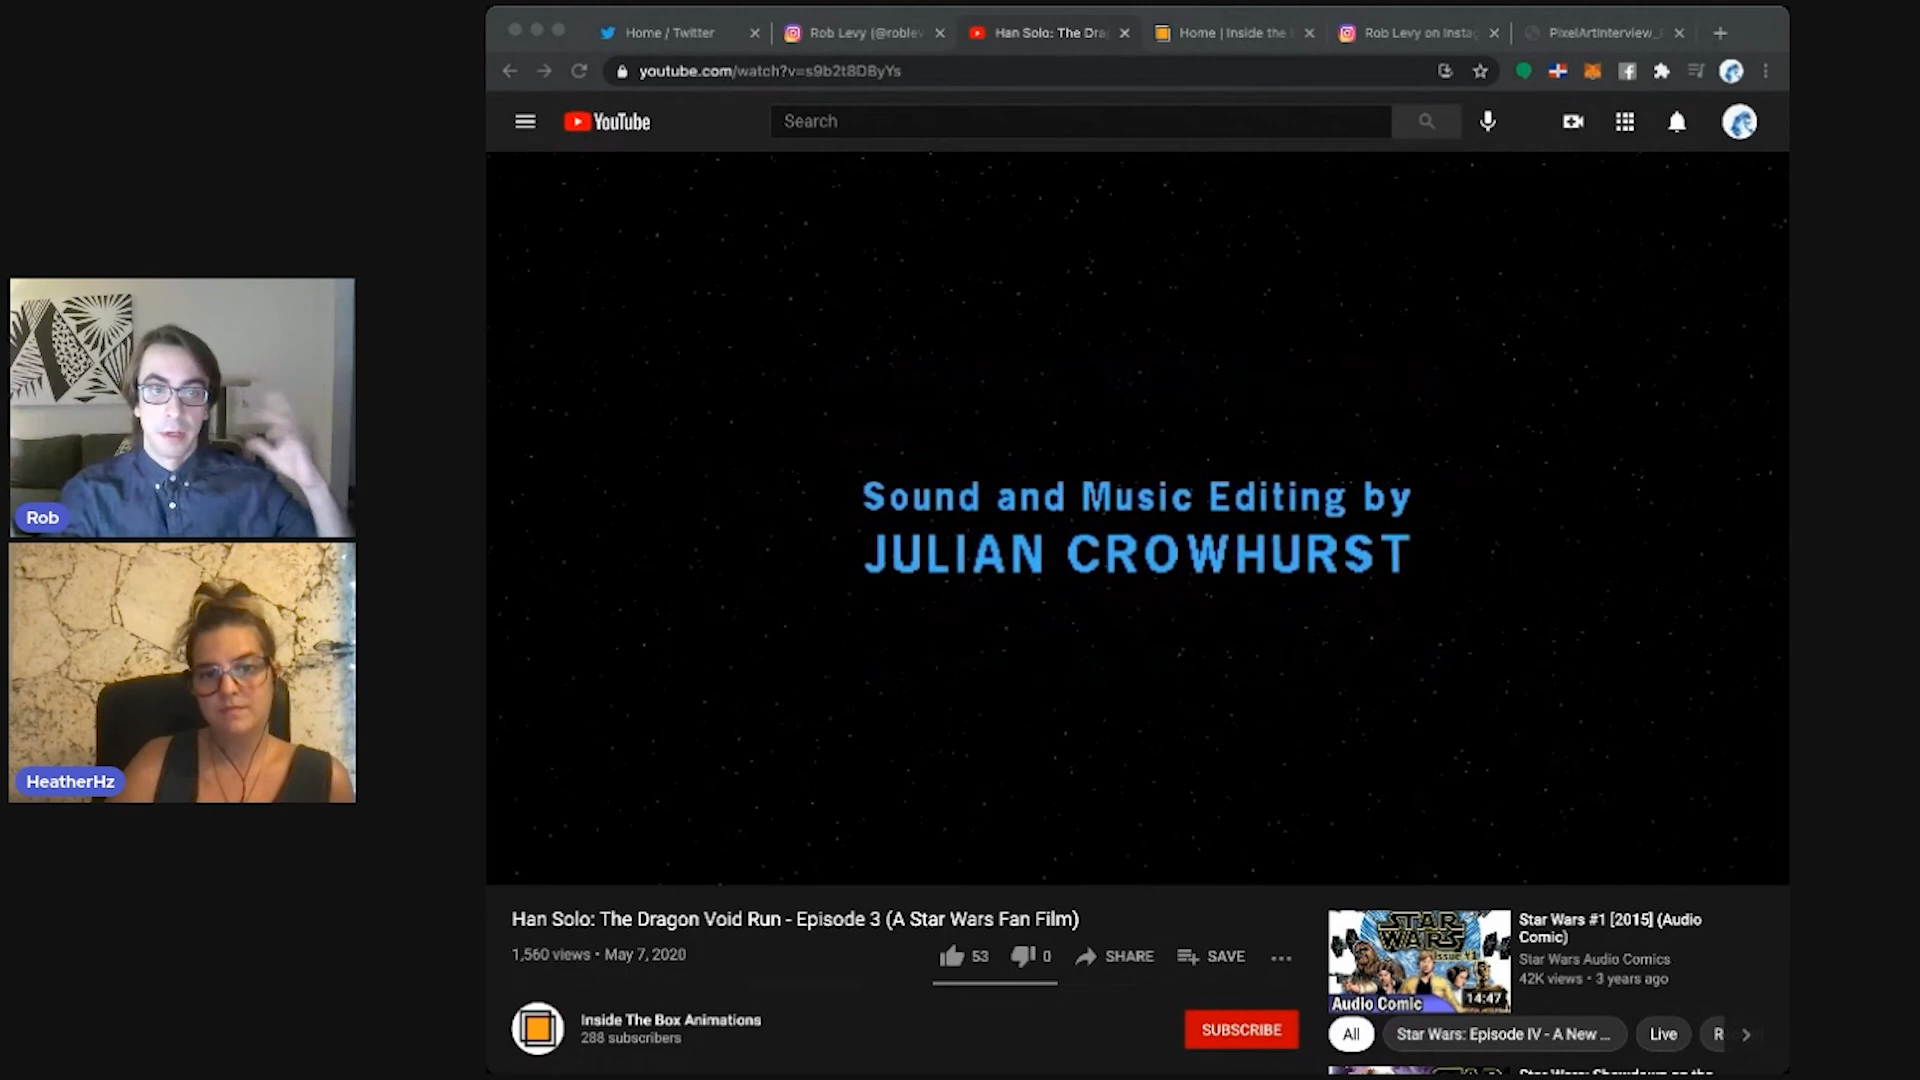 Home / Twitter
Rob Levy (@roblev
Han Solo: The Dra
Home | Inside the
Rob Levy on Insta
PixelArtInterview_
youtube.com/watch?v=s9b2t8DByYs
YouTube
Search
Sound and Music Editing by
JULIAN CROWHURST
Rob
HeatherHz
Han Solo: The Dragon Void Run - Episode 3 (A Star Wars Fan Film)
1,560 views • May 7, 2020
53
0
SHARE
SAVE
Inside The Box Animations
288 subscribers
SUBSCRIBE
STAR WARS
Issue #1
Audio Comic
14:47
Star Wars #1 [2015] (Audio
Comic)
Star Wars Audio Comics
42K views • 3 years ago
All
Star Wars: Episode IV - A New ...
Live
R